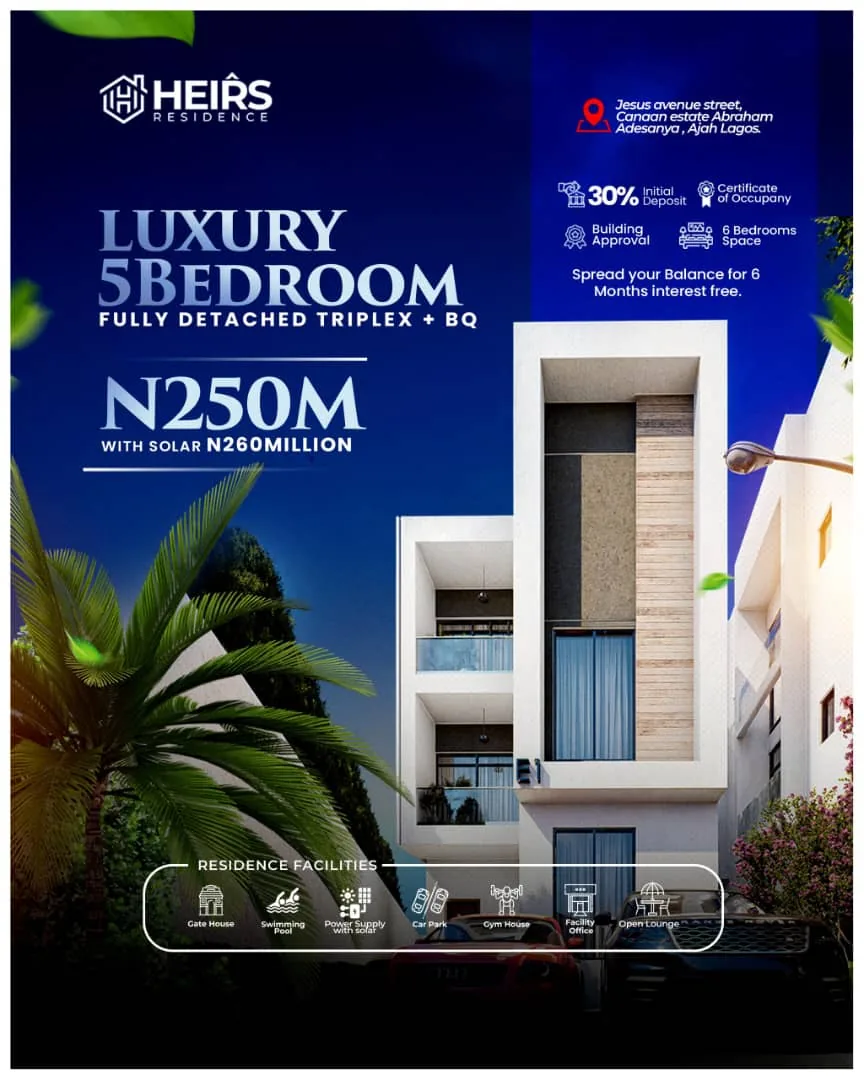 HEIRS
RESIDENCE
Jesus avenue street,
Canaan estate Abraham
Adesanya , Ajah Lagos.
30% Initial
Deposit
Certificate
of Occupany
Building
Approval
6 Bedrooms
Space
Spread your Balance for 6
Months interest free.
LUXURY
5BEDROOM
FULLY DETACHED TRIPLEX + BQ
N250M
WITH SOLAR N260MILLION
E1
RESIDENCE FACILITIES
Gate House
Swimming
Pool
Power Supply
with solar
Car Park
Gym House
Facility
Office
Open Lounge